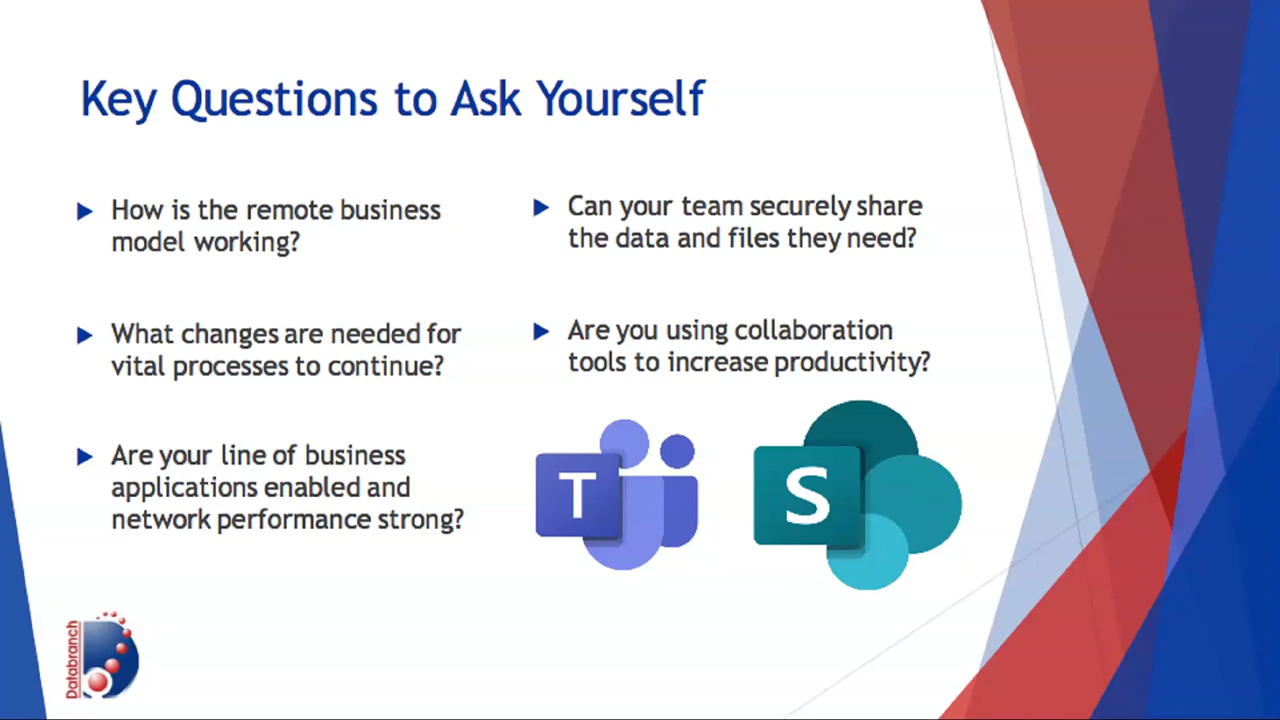 Key Questions to Ask Yourself
How is the remote business
model working?
What changes are needed for
vital processes to continue?
Are your line of business
applications enabled and
network performance strong?
Can your team securely share
the data and files they need?
Are you using collaboration
tools to increase productivity?
T
S
Databranch